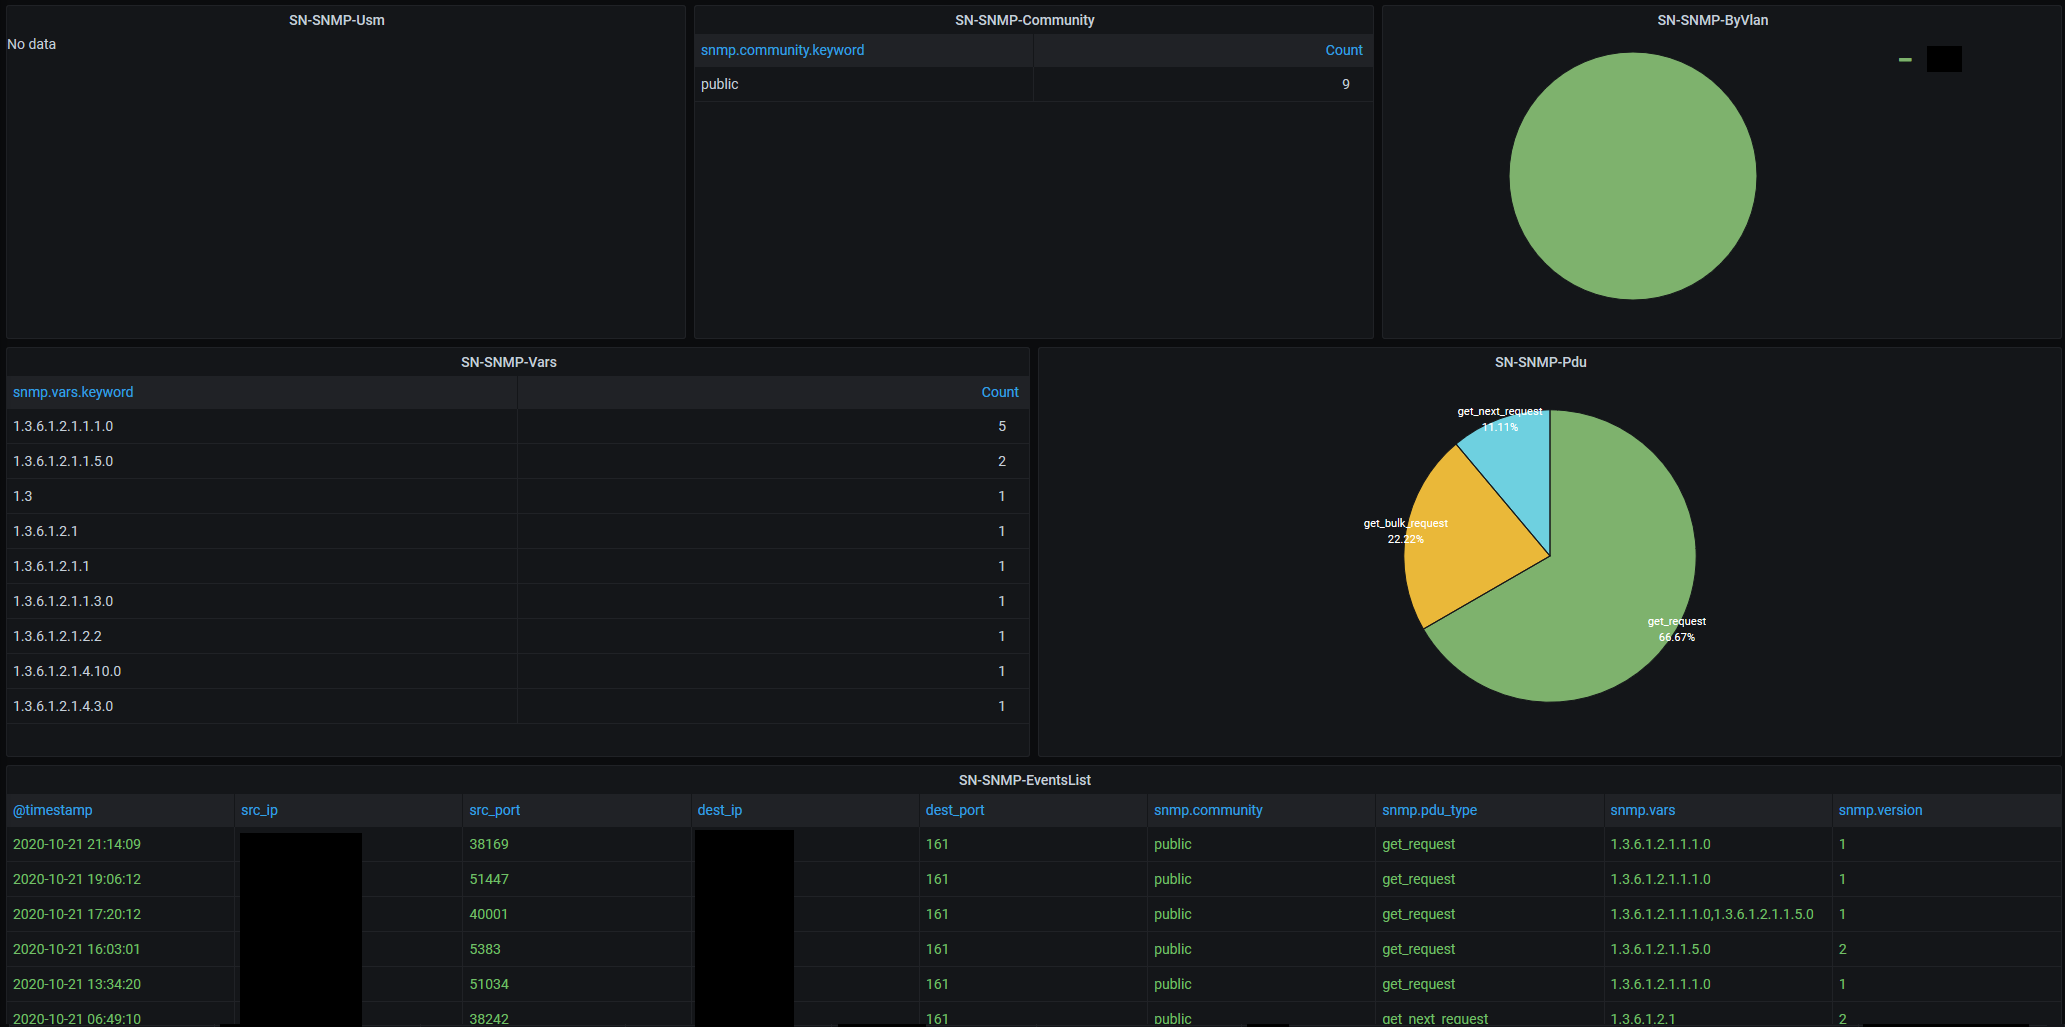 SN-SNMP-Usm
No data
SN-SNMP-Community
snmp.community.keyword Count
public 9
SN-SNMP-ByVlan
SN-SNMP-Vars
snmp.vars.keyword Count
1.3.6.1.2.1.1.1.0 5
1.3.6.1.2.1.1.5.0 2
1.3 1
1.3.6.1.2.1 1
1.3.6.1.2.1.1 1
1.3.6.1.2.1.1.3.0 1
1.3.6.1.2.1.2.2 1
1.3.6.1.2.1.4.10.0 1
1.3.6.1.2.1.4.3.0 1
SN-SNMP-Pdu
get_next_request
11.11%
get_bulk_request
22.22%
get_request
66.67%
SN-SNMP-EventsList
@timestamp src_ip src_port dest_ip dest_port snmp.community snmp.pdu_type snmp.vars snmp.version
2020-10-21 21:14:09 38169 161 public get_request 1.3.6.1.2.1.1.1.0 1
2020-10-21 19:06:12 51447 161 public get_request 1.3.6.1.2.1.1.1.0 1
2020-10-21 17:20:12 40001 161 public get_request 1.3.6.1.2.1.1.1.0,1.3.6.1.2.1.1.5.0 1
2020-10-21 16:03:01 5383 161 public get_request 1.3.6.1.2.1.1.5.0 2
2020-10-21 13:34:20 51034 161 public get_request 1.3.6.1.2.1.1.1.0 1
2020-10-21 06:49:10 38242 161 public get_next_request 1.3.6.1.2.1 2